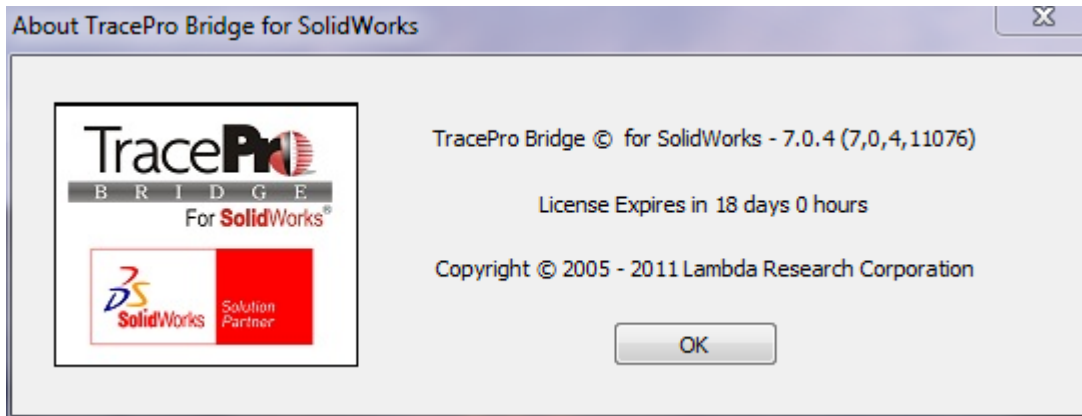 About TracePro Bridge for SolidWorks
TracePro
BRIDGE
For SolidWorks®
SolidWorks
Solution
Partner
TracePro Bridge © for SolidWorks - 7.0.4 (7,0,4,11076)
License Expires in 18 days 0 hours
Copyright © 2005 - 2011 Lambda Research Corporation
OK